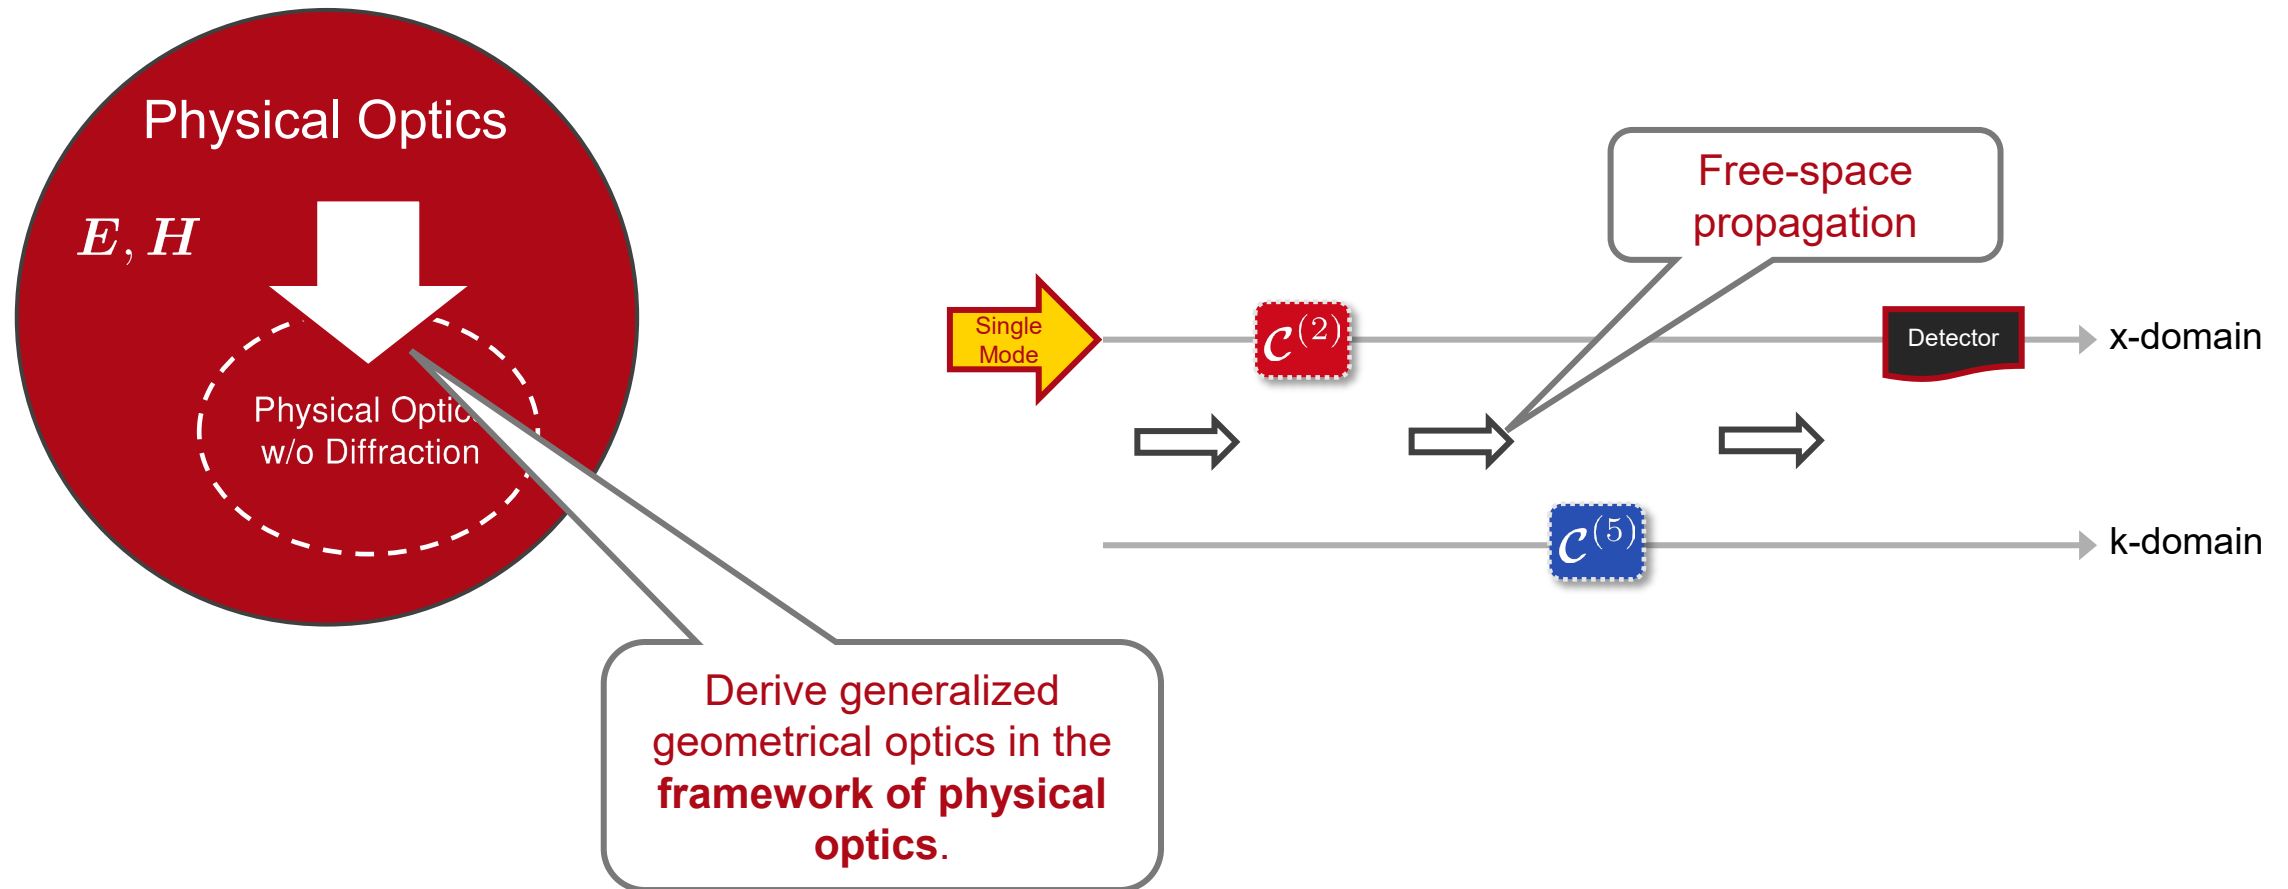 Physical Optics
E, H
Physical Optic
w/o Diffraction
Derive generalized
geometrical optics in the
framework of physical
optics.
Free-space
propagation
Single
Mode
C(2)
Detector
x-domain
C(5)
k-domain